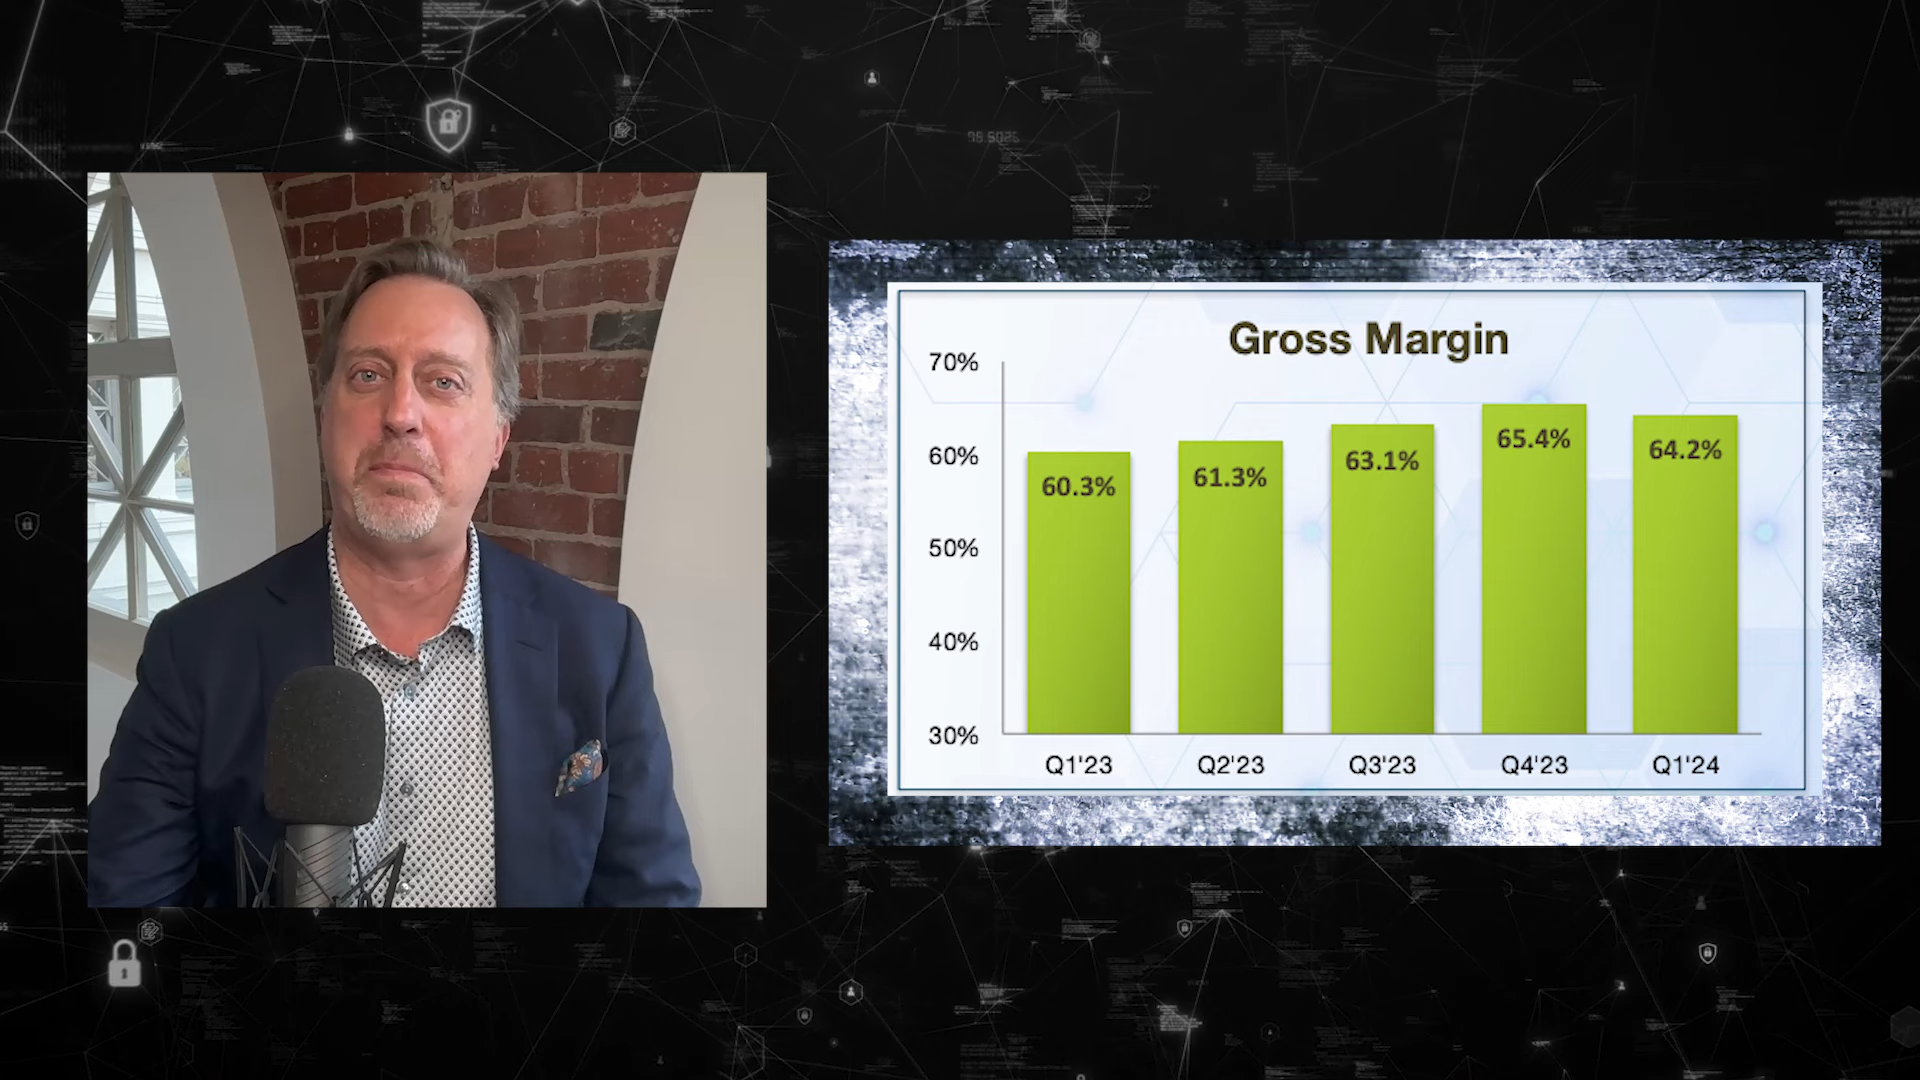 Gross Margin
70%
60%
50%
40%
30%
60.3%
61.3%
63.1%
65.4%
64.2%
Q1'23
Q2'23
Q3'23
Q4'23
Q1'24